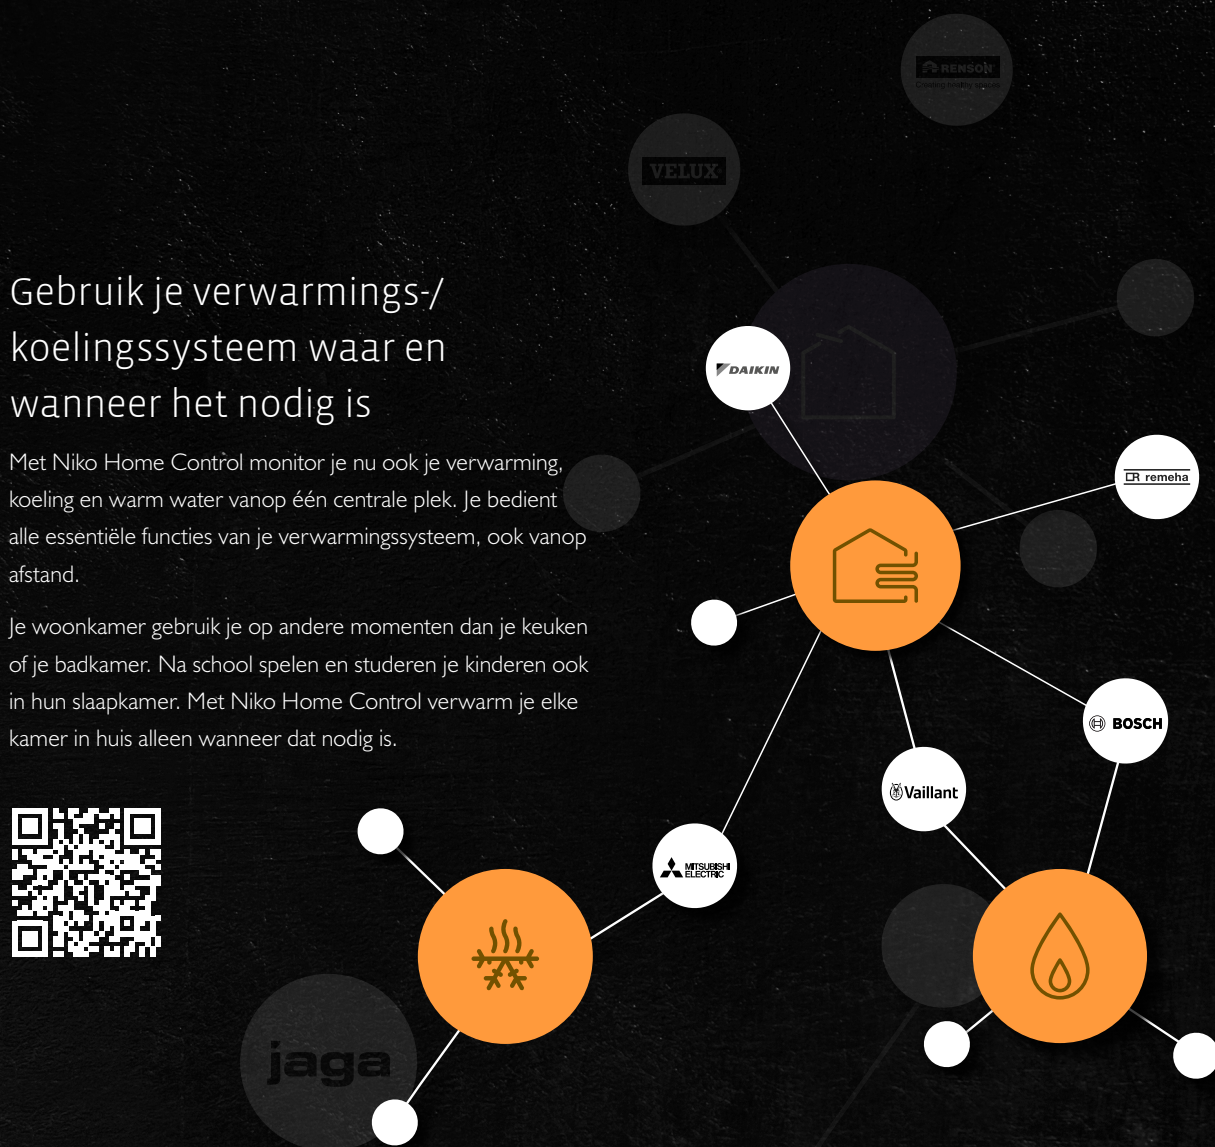 RENSON
Creating healthy spaces
VELUX
Gebruik je verwarmings-/
koelingssysteem waar en
wanneer het nodig is
DAIKIN
Met Niko Home Control monitor je nu ook je verwarming,
koeling en warm water vanop één centrale plek. Je bedient
alle essentiële functies van je verwarmingssysteem, ook vanop
afstand.
remeha
Je woonkamer gebruik je op andere momenten dan je keuken
of je badkamer. Na school spelen en studeren je kinderen ook
in hun slaapkamer. Met Niko Home Control verwarm je elke
kamer in huis alleen wanneer dat nodig is.
BOSCH
Vaillant
MITSUBISHI
ELECTRIC
jaga